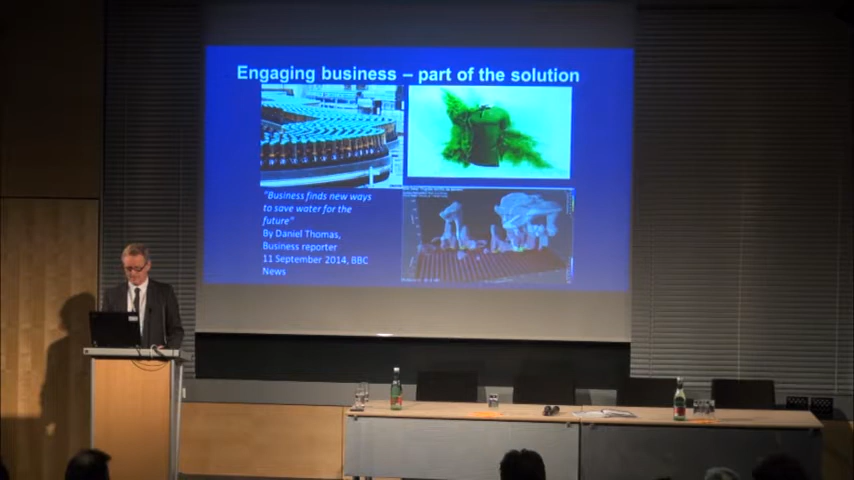 Engaging business – part of the solution
"Business finds new ways
to save water for the
future"
By Daniel Thomas,
Business reporter
11 September 2014, BBC
News